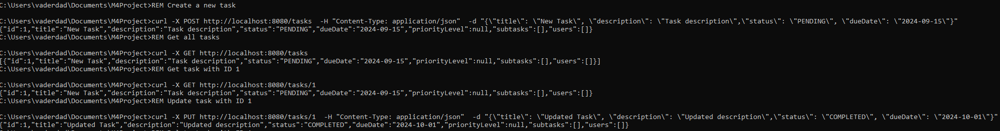 C:\Users\vaderdad\Documents\M4Project>REM Create a new task
C:\Users\vaderdad\Documents\M4Project>curl -X POST http://localhost:8080/tasks  -H "Content-Type: application/json"  -d "{\"title\": \"New Task\", \"description\": \"Task description\",\"status\": \"PENDING\", \"dueDate\": \"2024-09-15\"}"
{"id":1,"title":"New Task","description":"Task description","status":"PENDING","dueDate":"2024-09-15","priorityLevel":null,"subtasks":[],"users":[]}
C:\Users\vaderdad\Documents\M4Project>REM Get all tasks
C:\Users\vaderdad\Documents\M4Project>curl -X GET http://localhost:8080/tasks
[{"id":1,"title":"New Task","description":"Task description","status":"PENDING","dueDate":"2024-09-15","priorityLevel":null,"subtasks":[],"users":[]}]
C:\Users\vaderdad\Documents\M4Project>REM Get task with ID 1
C:\Users\vaderdad\Documents\M4Project>curl -X GET http://localhost:8080/tasks/1
{"id":1,"title":"New Task","description":"Task description","status":"PENDING","dueDate":"2024-09-15","priorityLevel":null,"subtasks":[],"users":[]}
C:\Users\vaderdad\Documents\M4Project>REM Update task with ID 1
C:\Users\vaderdad\Documents\M4Project>curl -X PUT http://localhost:8080/tasks/1  -H "Content-Type: application/json"  -d "{\"title\": \"Updated Task\", \"description\": \"Updated description\",\"status\": \"COMPLETED\", \"dueDate\": \"2024-10-01\"}"
{"id":1,"title":"Updated Task","description":"Updated description","status":"COMPLETED","dueDate":"2024-10-01","priorityLevel":null,"subtasks":[],"users":[]}